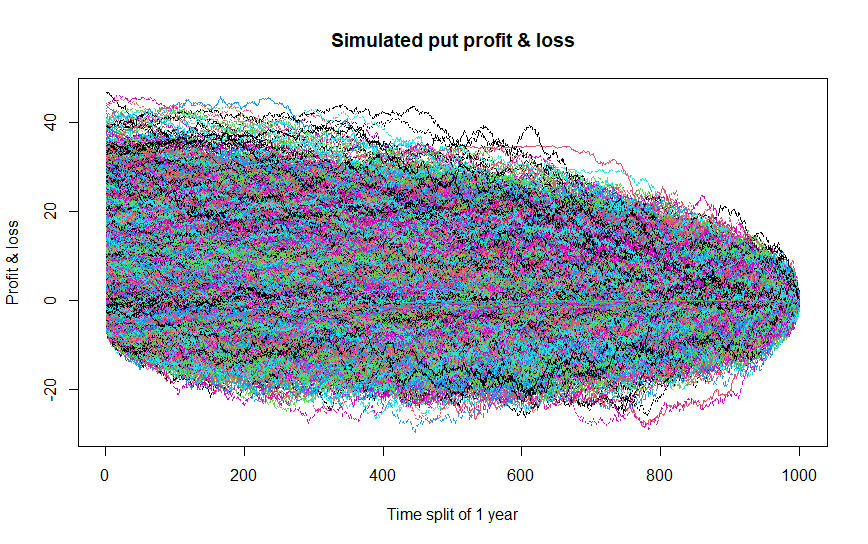 Simulated put profit & loss
Profit & loss
40
20
0
-20
0 200 400 600 800 1000
Time split of 1 year